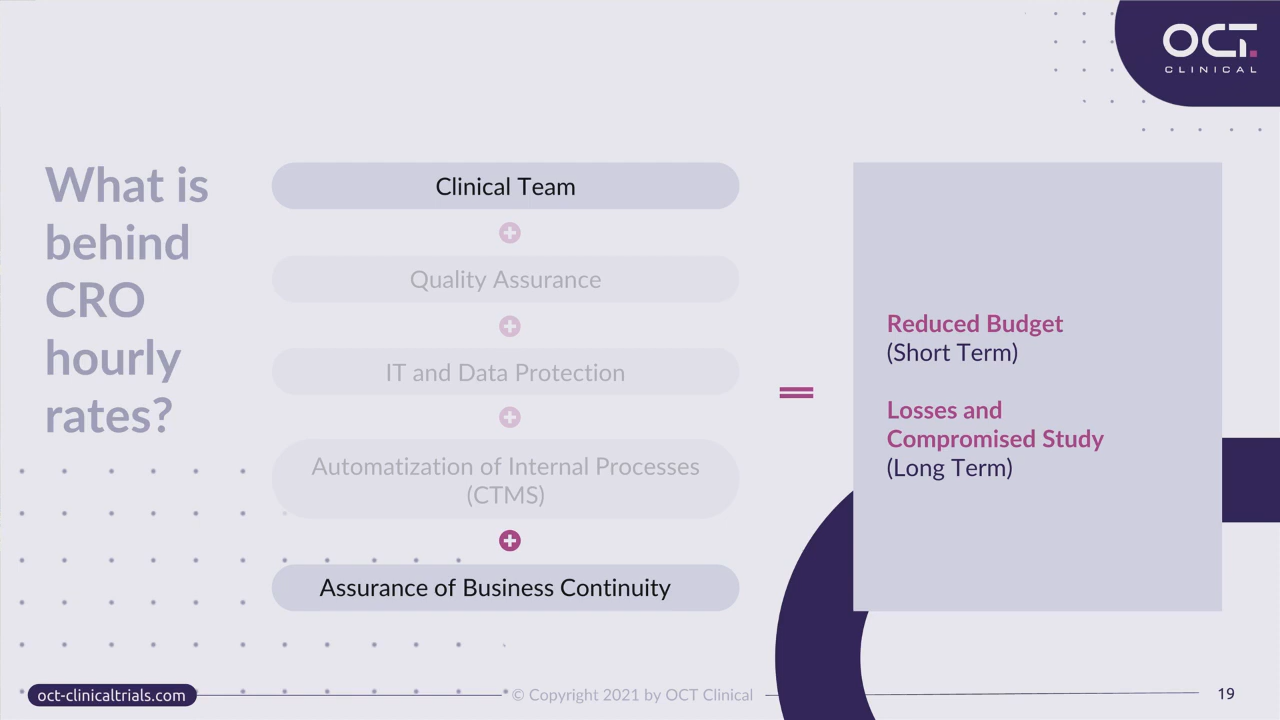 OCT.
CLINICAL
What is
behind
CRO
hourly
rates?
Clinical Team
Quality Assurance
IT and Data Protection
Automatization of Internal Processes
(CTMS)
Assurance of Business Continuity
=
Reduced Budget
(Short Term)
Losses and
Compromised Study
(Long Term)
oct-clinicaltrials.com
© Copyright 2021 by OCT Clinical
19